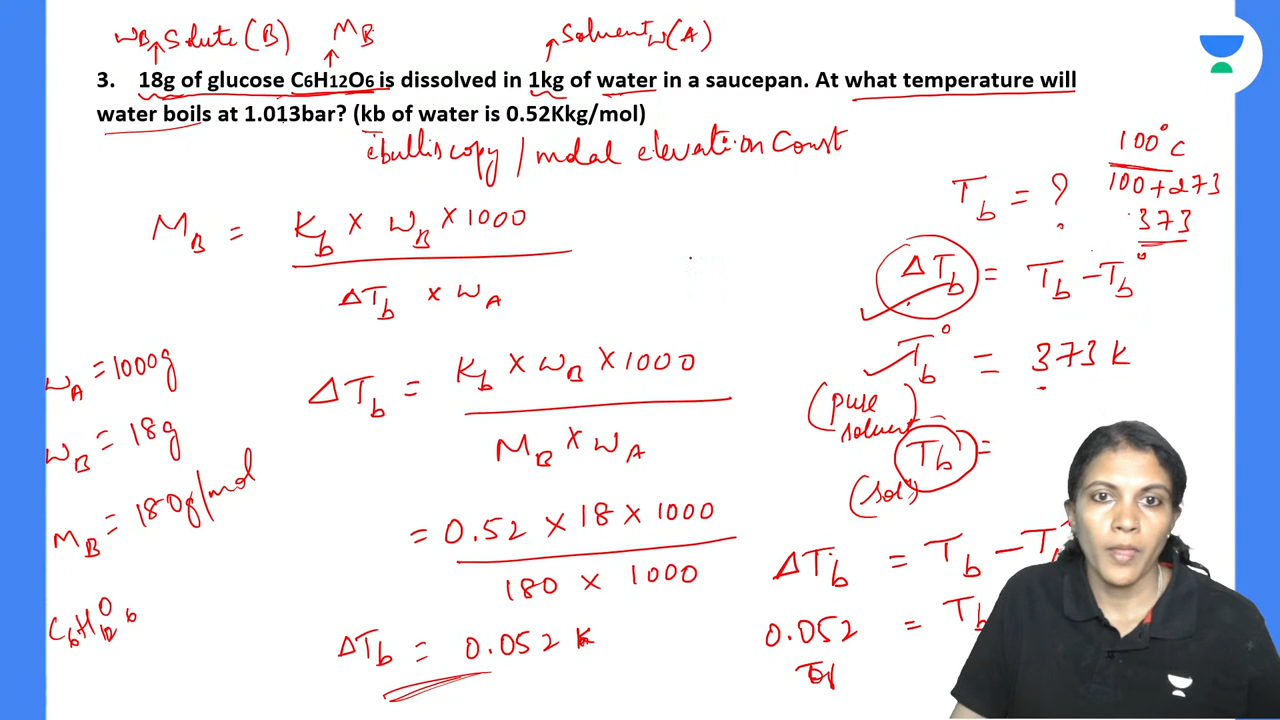 WB Solute (B) MB Solvent W(A)
3. 18g of glucose C6H12O6 is dissolved in 1kg of water in a saucepan. At what temperature will
water boils at 1.013bar? (kb of water is 0.52Kkg/mol)
ebulliscopy / modal elevation Const
100°C
100+273
373
Tb = ?
MB = Kb × WB × 1000
ΔTb × WA
ΔTb = Tb - Tb°
Tb° = 373 K
(pure solvent)
WA = 1000g
ΔTb = Kb × WB × 1000
MB × WA
Tb =
(sol)
WB = 18g
MB = 180g/mol
= 0.52 × 18 × 1000
180 × 1000
ΔTb = Tb - T
C6H12O6
ΔTb = 0.052 K
0.052 = Tb